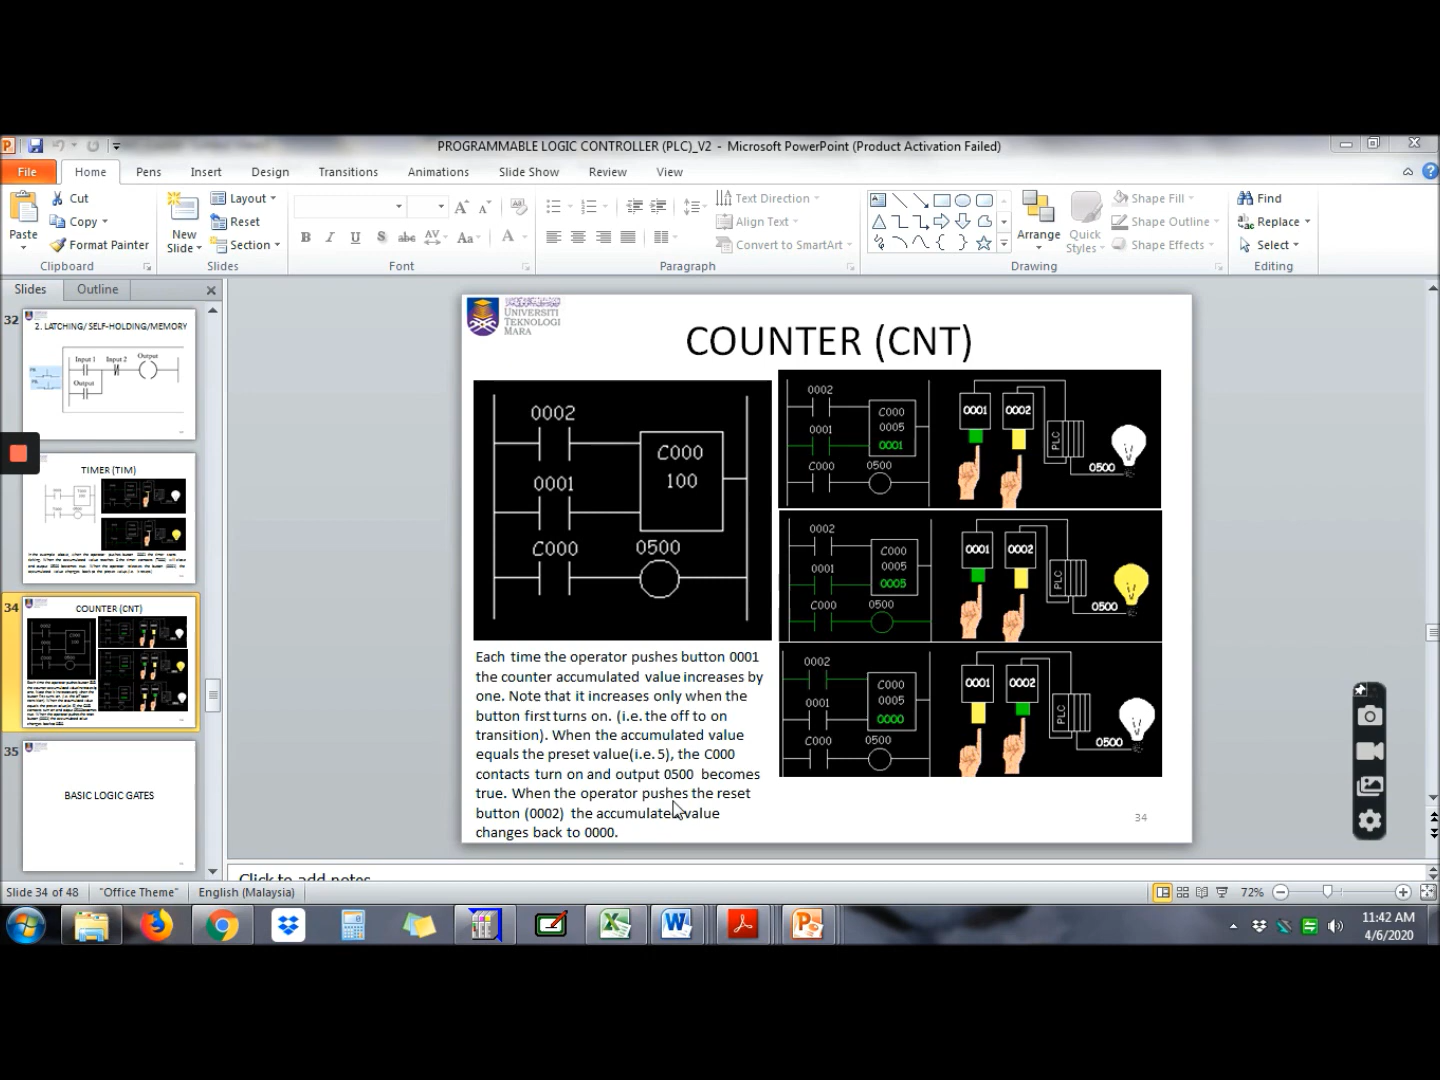 PROGRAMMABLE LOGIC CONTROLLER (PLC)_V2 - Microsoft PowerPoint (Product Activation Failed)
File Home Pens Insert Design Transitions Animations Slide Show Review View
Paste
Cut
Copy
Format Painter
Clipboard
New
Slide
Layout
Reset
Section
Slides
Font
Text Direction
Align Text
Convert to SmartArt
Paragraph
Arrange
Quick
Styles
Shape Fill
Shape Outline
Shape Effects
Drawing
Find
Replace
Select
Editing
Slides Outline
32
2. LATCHING/ SELF-HOLDING/MEMORY
Input 1 Input 2 Output
Output
TIMER (TIM)
34
COUNTER (CNT)
35
BASIC LOGIC GATES
UNIVERSITI
TEKNOLOGI
MARA
COUNTER (CNT)
0002
C000
100
0001
C000 0500
0002
C000
0005
0001
0001
C000 0500
0001 0002
PLC
0500
0002
C000
0005
0005
0001
C000 0500
0001 0002
PLC
0500
0002
C000
0005
0000
0001
C000 0500
0001 0002
PLC
0500
Each time the operator pushes button 0001
the counter accumulated value increases by
one. Note that it increases only when the
button first turns on. (i.e. the off to on
transition). When the accumulated value
equals the preset value(i.e. 5), the C000
contacts turn on and output 0500 becomes
true. When the operator pushes the reset
button (0002) the accumulated value
changes back to 0000.
34
Click to add notes
Slide 34 of 48 "Office Theme" English (Malaysia) 72%
11:42 AM
4/6/2020